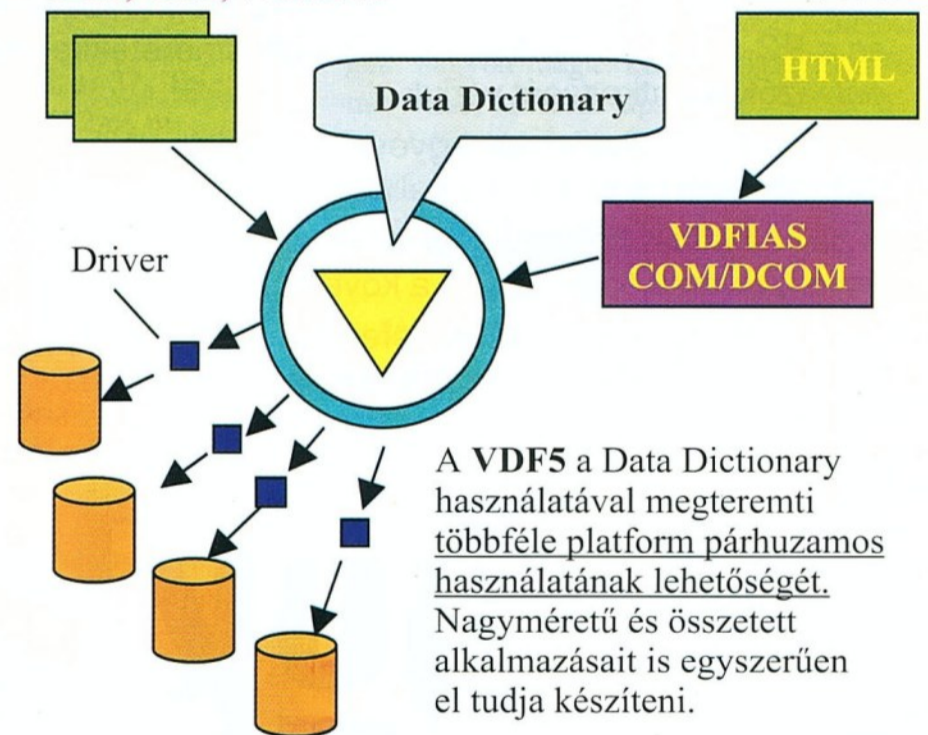 HTML
Data Dictionary
VDFIAS
COM/DCOM
Driver
A VDF5 a Data Dictionary
használatával megteremti
többféle platform párhuzamos
használatának lehetőségét.
Nagyméretű és összetett
alkalmazásait is egyszerűen
el tudja készíteni.